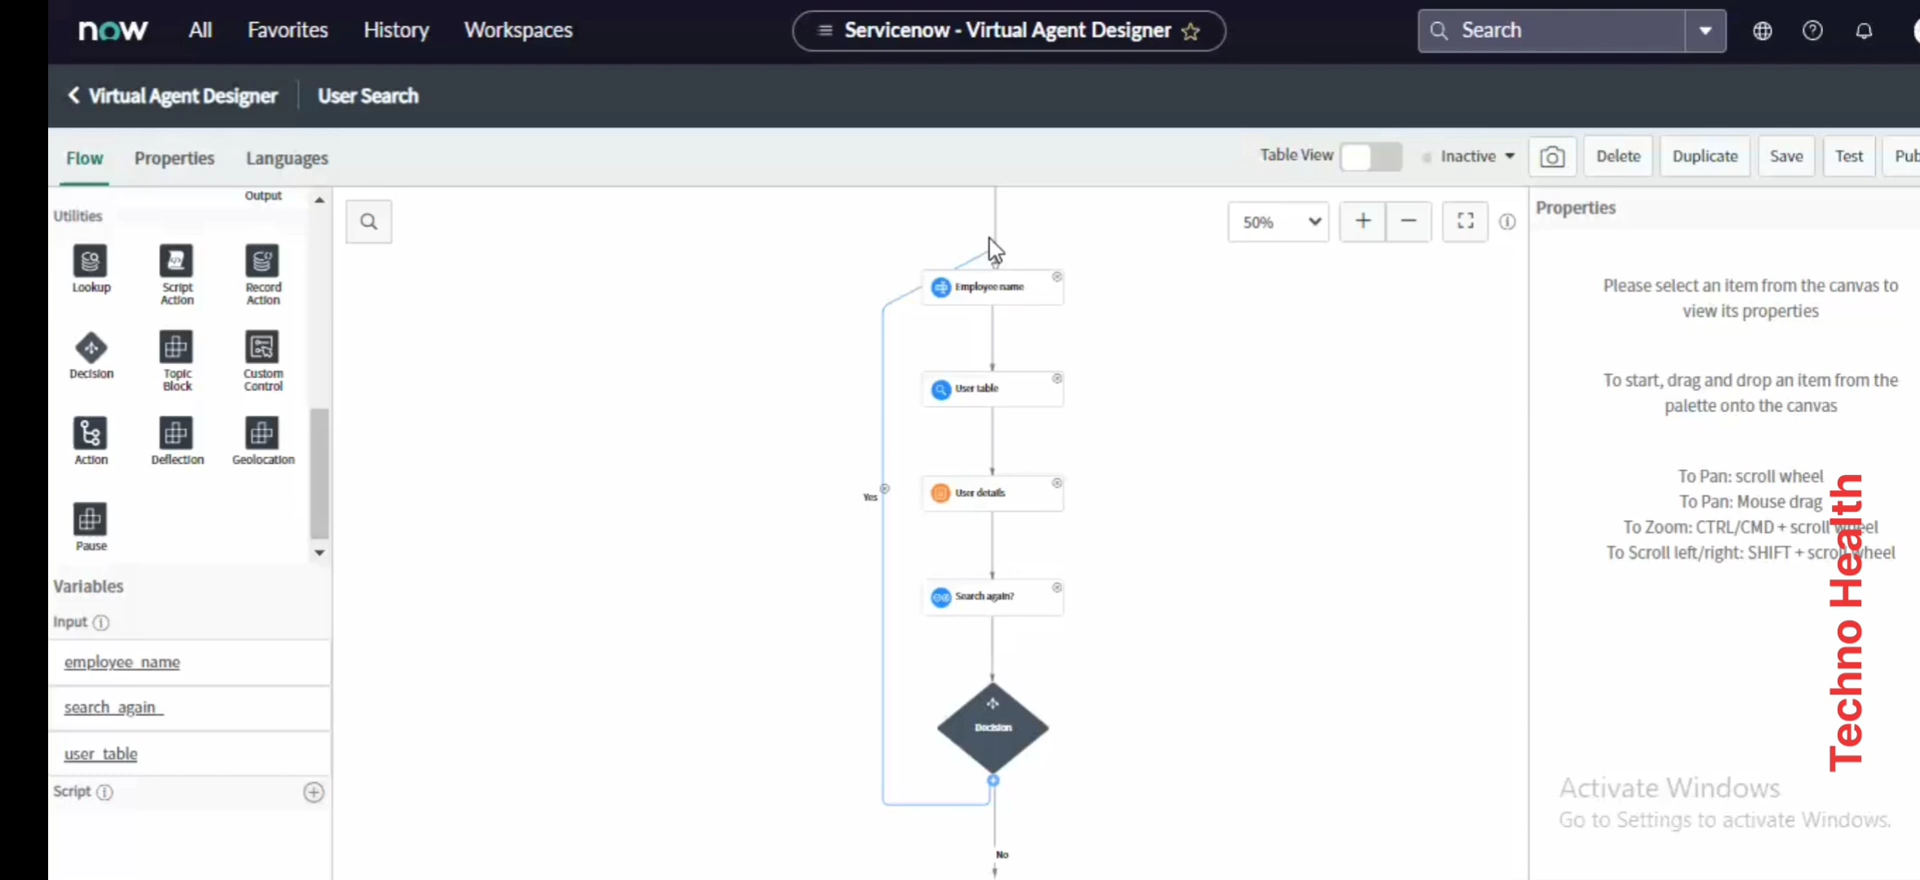 now All Favorites History Workspaces Servicenow - Virtual Agent Designer Search
Virtual Agent Designer User Search
Flow Properties Languages Table View Inactive Delete Duplicate Save Test Pub
Output
Utilities
Lookup Script Action Record Action
Decision Topic Block Custom Control
Action Deflection Geolocation
Pause
Variables
Input
employee_name
search_again_
user_table
Script
50%
Employee name
User table
User details
Yes
Search again?
Decision
No
Properties
Please select an item from the canvas to
view its properties
To start, drag and drop an item from the
palette onto the canvas
To Pan: scroll wheel
To Pan: Mouse drag
To Zoom: CTRL/CMD + scroll wheel
To Scroll left/right: SHIFT + scroll wheel
Techno Health
Activate Windows
Go to Settings to activate Windows.